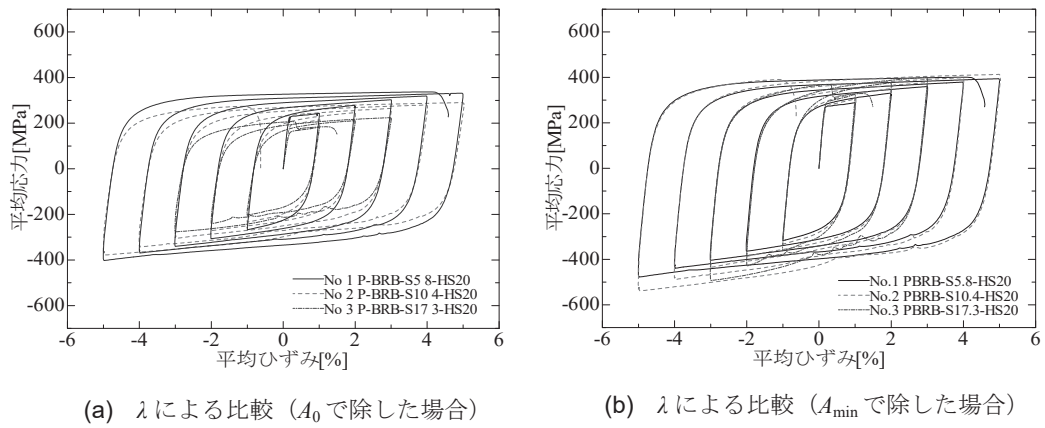 600
400
200
0
-200
-400
-600
平均応力[MPa]
-6 -4 -2 0 2 4 6
平均ひずみ[%]
No 1 P-BRB-S5 8-HS20
No 2 P-BRB-S10 4-HS20
No 3 P-BRB-S17 3-HS20
(a) λによる比較（A0で除した場合）
600
400
200
0
-200
-400
-600
平均応力[MPa]
-6 -4 -2 0 2 4 6
平均ひずみ[%]
No.1 PBRB-S5.8-HS20
No.2 PBRB-S10.4-HS20
No.3 PBRB-S17.3-HS20
(b) λによる比較（Aminで除した場合）